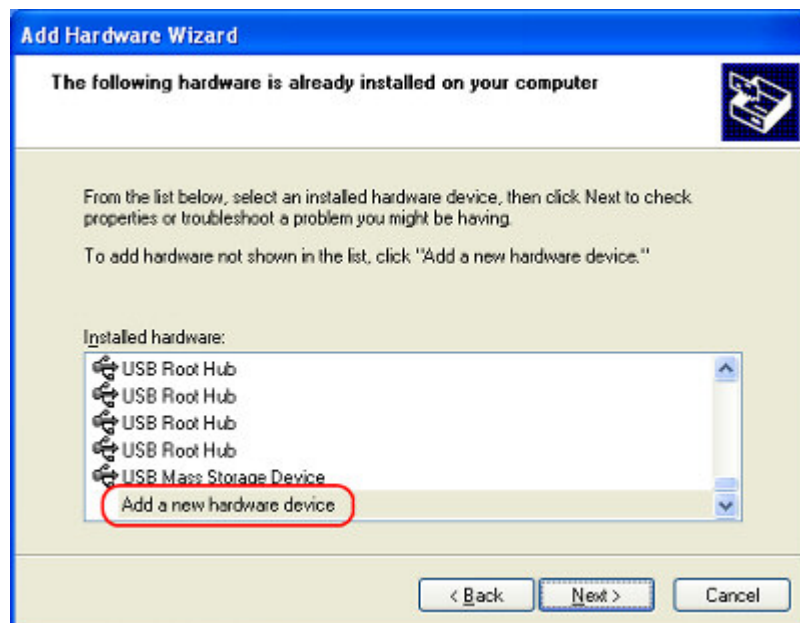 Add Hardware Wizard
The following hardware is already installed on your computer
From the list below, select an installed hardware device, then click Next to check
properties or troubleshoot a problem you might be having.
To add hardware not shown in the list, click "Add a new hardware device."
Installed hardware:
USB Root Hub
USB Root Hub
USB Root Hub
USB Root Hub
USB Mass Storage Device
Add a new hardware device
< Back Next > Cancel